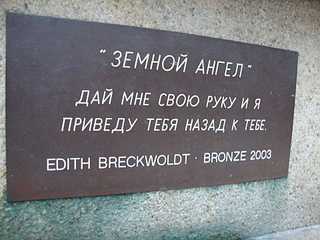 "ЗЕМНОЙ АНГЕЛ"
ДАЙ МНЕ СВОЮ РУКУ И Я
ПРИВЕДУ ТЕБЯ НАЗАД К ТЕБЕ.
EDITH BRECKWOLDT · BRONZE 2003